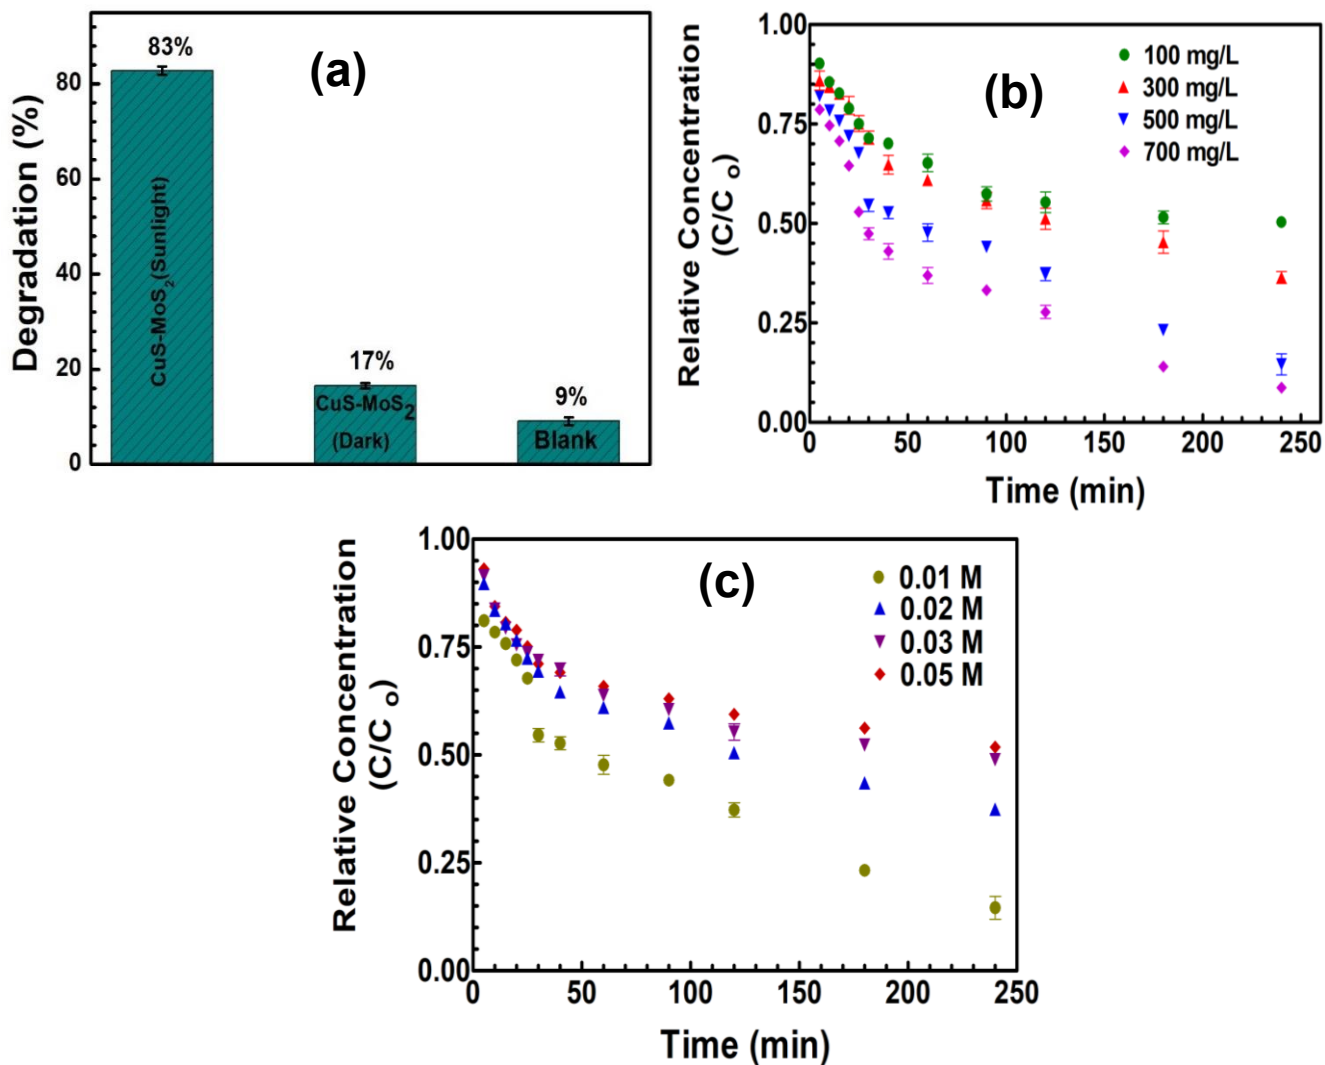 (a)
Degradation (%)
80
60
40
20
0
83%
17%
9%
CuS-MoS2(Sunlight)
CuS-MoS2
(Dark)
Blank
(b)
Relative Concentration
(C/C o)
1.00
0.75
0.50
0.25
0.00
100 mg/L
300 mg/L
500 mg/L
700 mg/L
0 50 100 150 200 250
Time (min)
(c)
Relative Concentration
(C/C o)
1.00
0.75
0.50
0.25
0.00
0.01 M
0.02 M
0.03 M
0.05 M
0 50 100 150 200 250
Time (min)